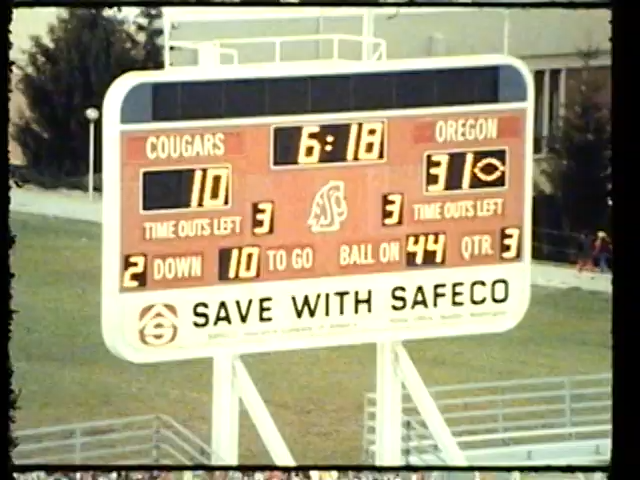 COUGARS 6:18 OREGON
10 31
TIME OUTS LEFT 3 3 TIME OUTS LEFT
2 DOWN 10 TO GO BALL ON 44 QTR. 3
SAVE WITH SAFECO